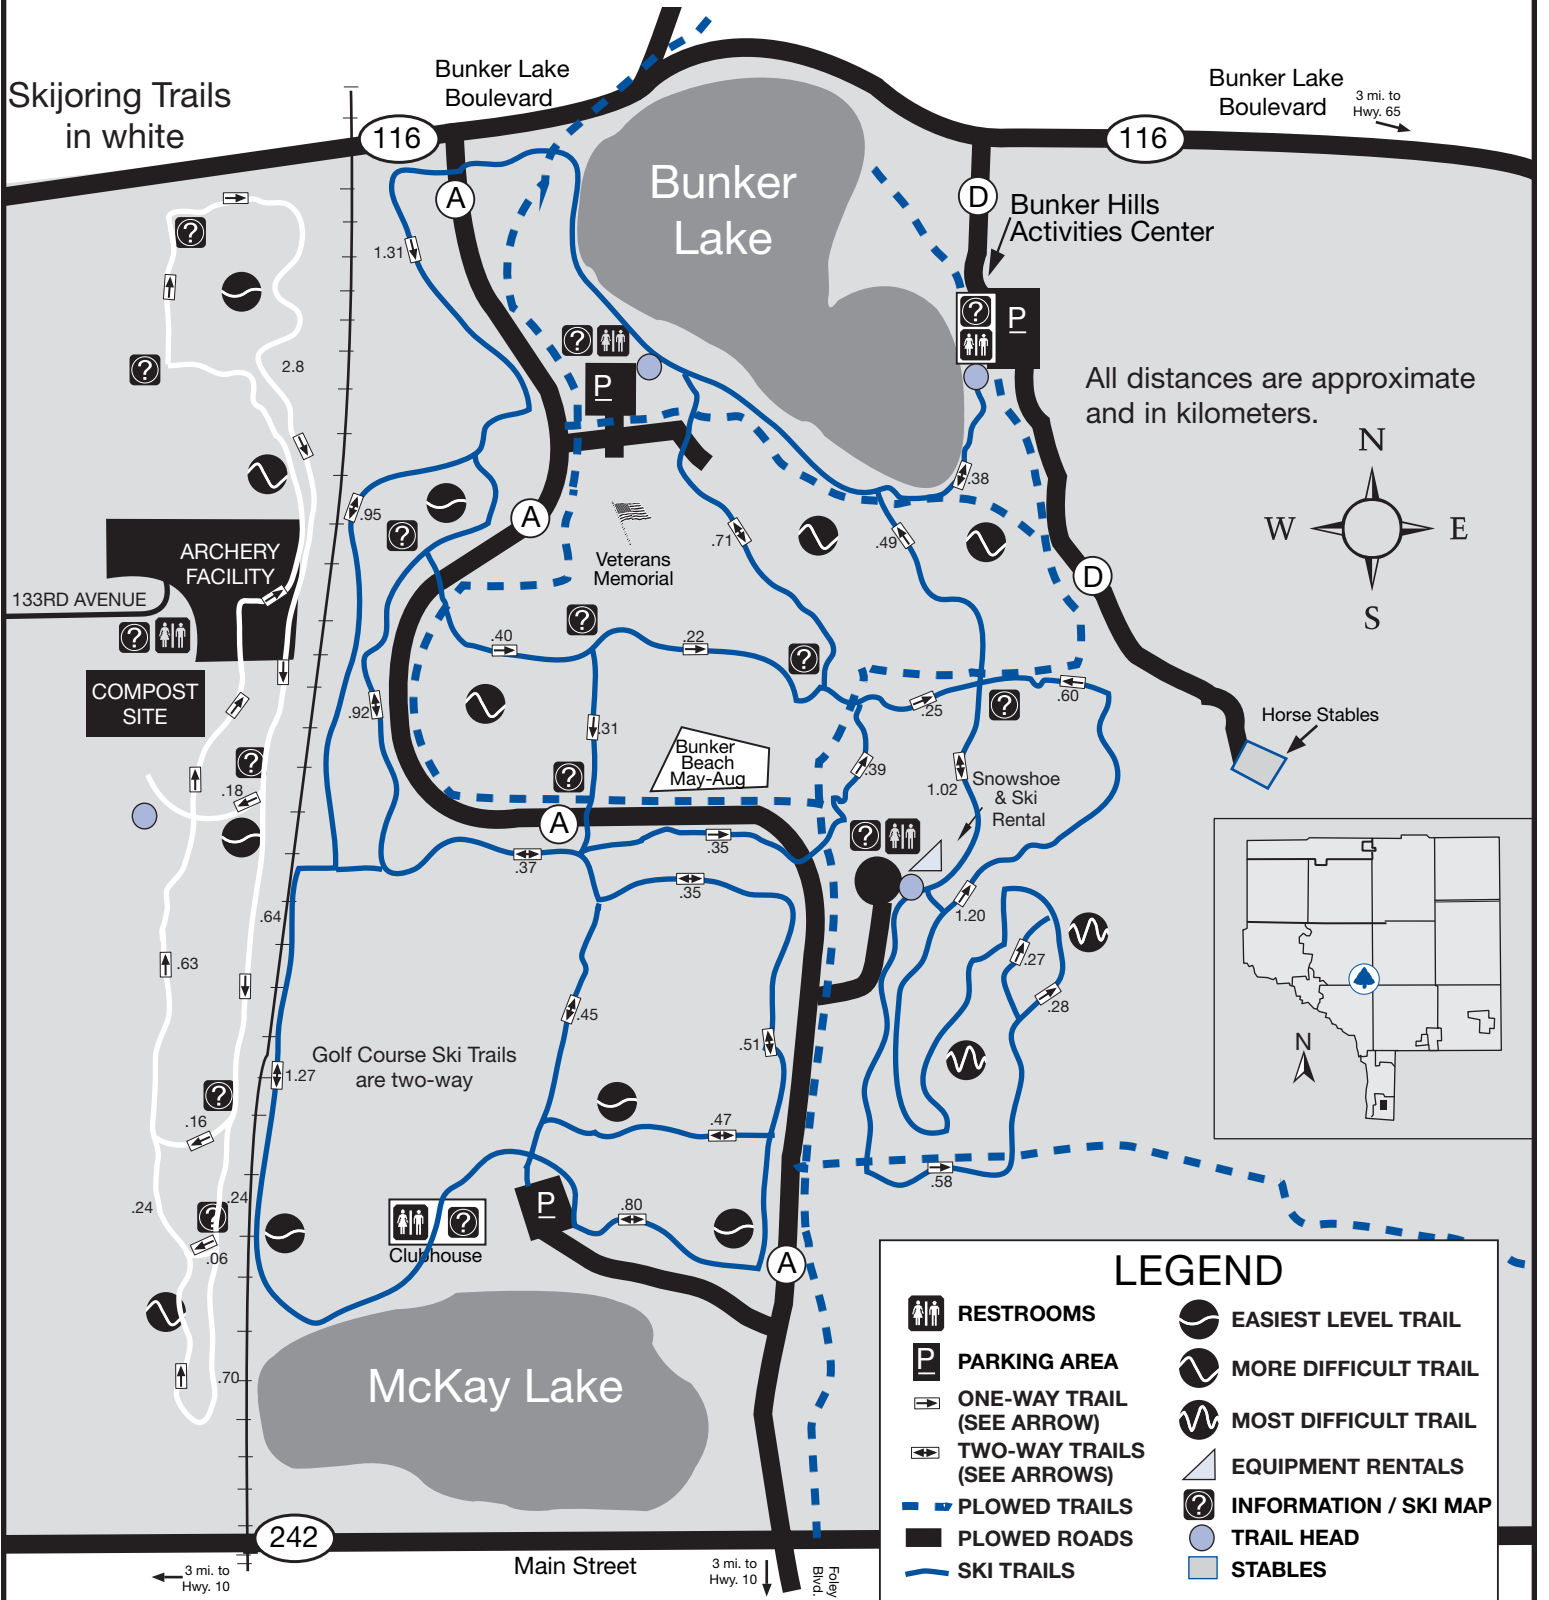 Skijoring Trails
in white
Bunker Lake
Boulevard
Bunker Lake
Boulevard
3 mi. to
Hwy. 65
116
116
A
D
Bunker
Lake
Bunker Hills
Activities Center
1.31
2.8
P
P
All distances are approximate
and in kilometers.
N
W
E
S
.38
.95
A
.71
.49
Veterans
Memorial
ARCHERY
FACILITY
133RD AVENUE
D
.40
.22
COMPOST
SITE
.92
.31
.25
.60
Horse Stables
Bunker
Beach
May-Aug
.39
1.02
Snowshoe
& Ski
Rental
.18
A
.35
.37
.35
.64
1.20
.63
.27
.28
.45
.51
Golf Course Ski Trails
are two-way
1.27
N
.16
.47
.58
.24
.24
P
.80
.06
Clubhouse
A
.70
McKay Lake
LEGEND
RESTROOMS
P
PARKING AREA
ONE-WAY TRAIL
(SEE ARROW)
TWO-WAY TRAILS
(SEE ARROWS)
PLOWED TRAILS
PLOWED ROADS
SKI TRAILS
EASIEST LEVEL TRAIL
MORE DIFFICULT TRAIL
MOST DIFFICULT TRAIL
EQUIPMENT RENTALS
?
INFORMATION / SKI MAP
TRAIL HEAD
STABLES
242
Main Street
3 mi. to
Hwy. 10
3 mi. to
Hwy. 10
Foley
Blvd.